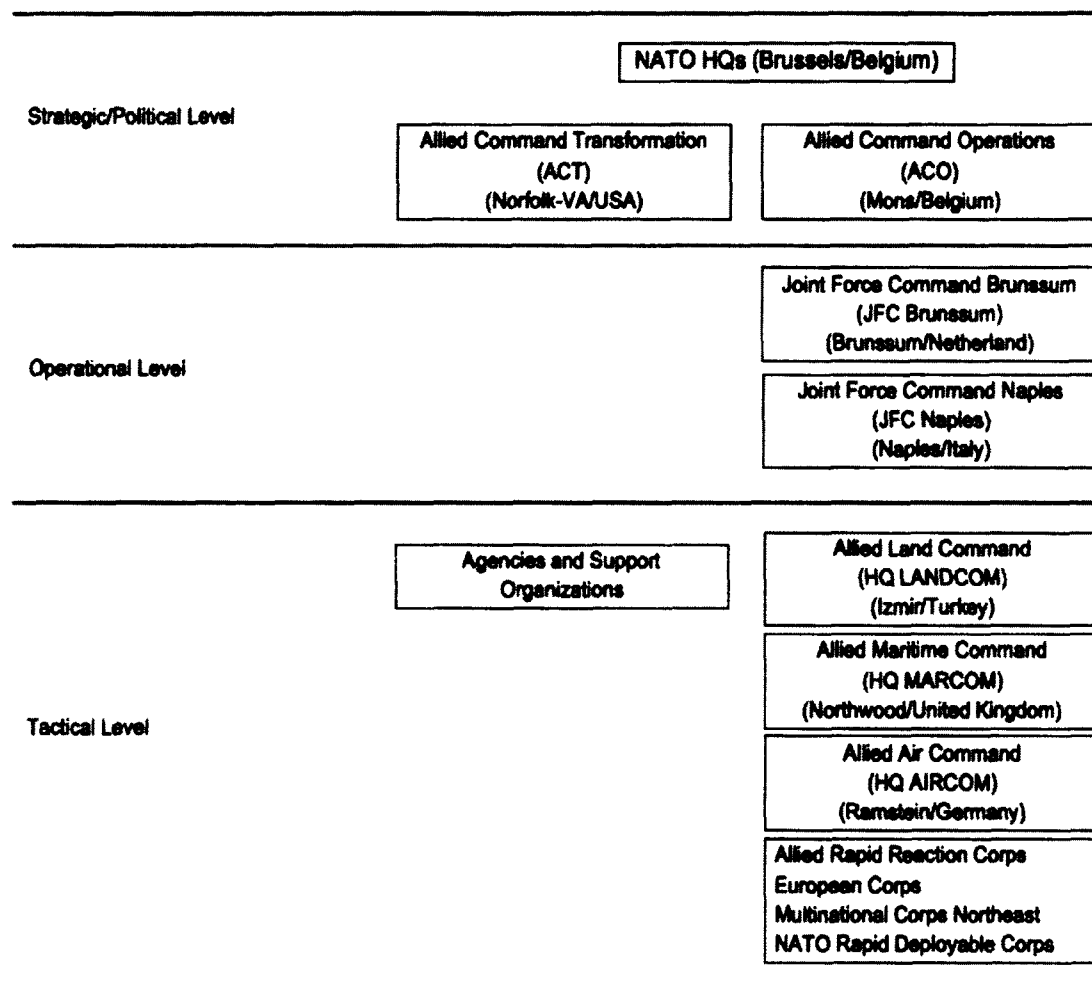 NATO HQs (Brussels/Belgium)
Strategic/Political Level
Allied Command Transformation
(ACT)
(Norfolk-VA/USA)
Allied Command Operations
(ACO)
(Mons/Belgium)
Operational Level
Joint Force Command Brunssum
(JFC Brunssum)
(Brunssum/Netherland)
Joint Force Command Naples
(JFC Naples)
(Naples/Italy)
Tactical Level
Agencies and Support
Organizations
Allied Land Command
(HQ LANDCOM)
(Izmir/Turkey)
Allied Maritime Command
(HQ MARCOM)
(Northwood/United Kingdom)
Allied Air Command
(HQ AIRCOM)
(Ramstein/Germany)
Allied Rapid Reaction Corps
European Corps
Multinational Corps Northeast
NATO Rapid Deployable Corps